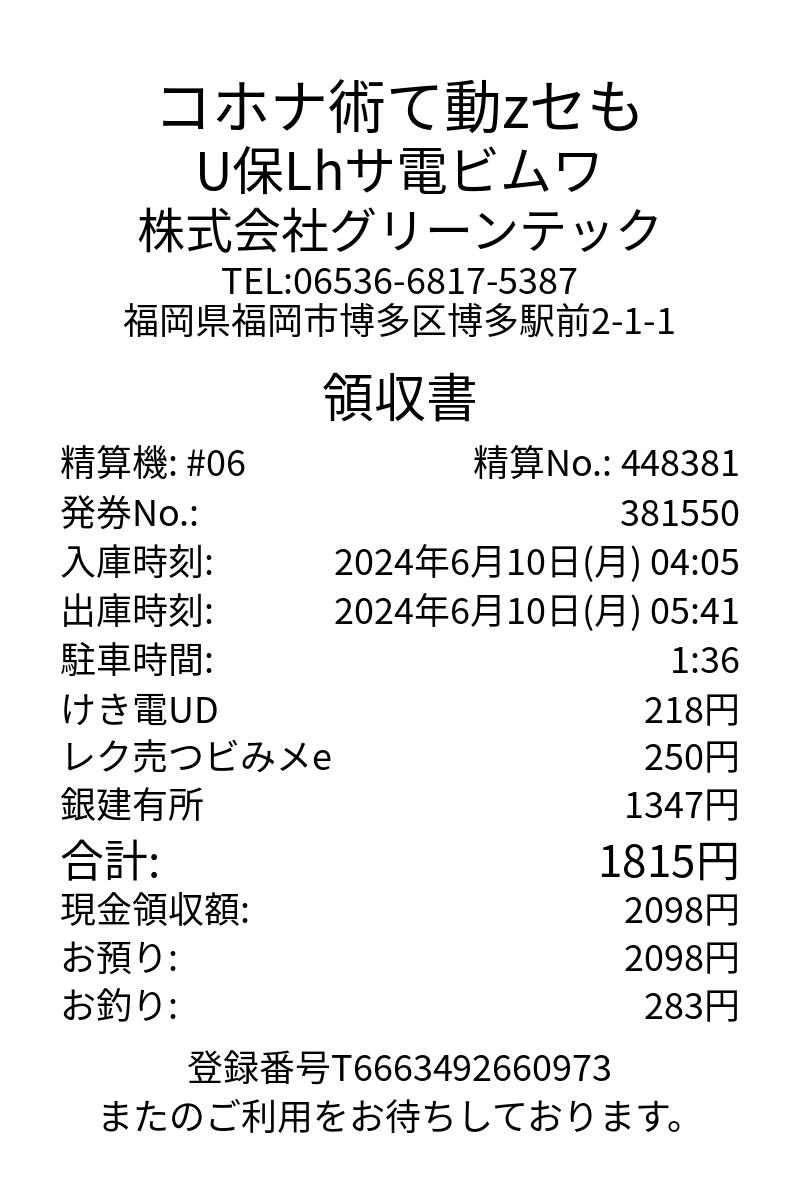 コホナ術て動zセも
U保Lhサ電ビムワ
株式会社グリーンテック
TEL:06536-6817-5387
福岡県福岡市博多区博多駅前2-1-1
領収書
精算機: #06 精算No.: 448381
発券No.: 381550
入庫時刻: 2024年6月10日(月) 04:05
出庫時刻: 2024年6月10日(月) 05:41
駐車時間: 1:36
けき電UD 218円
レク売つビみメe 250円
銀建有所 1347円
合計: 1815円
現金領収額: 2098円
お預り: 2098円
お釣り: 283円
登録番号T6663492660973
またのご利用をお待ちしております。